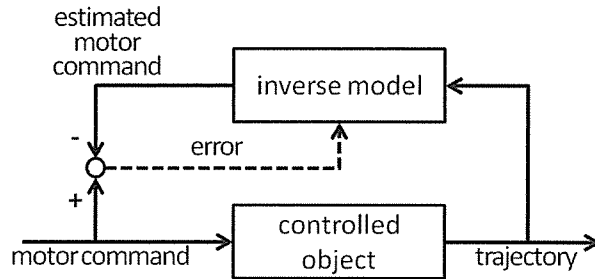 estimated
motor
command
inverse model
-
error
+
controlled
object
motor command
trajectory